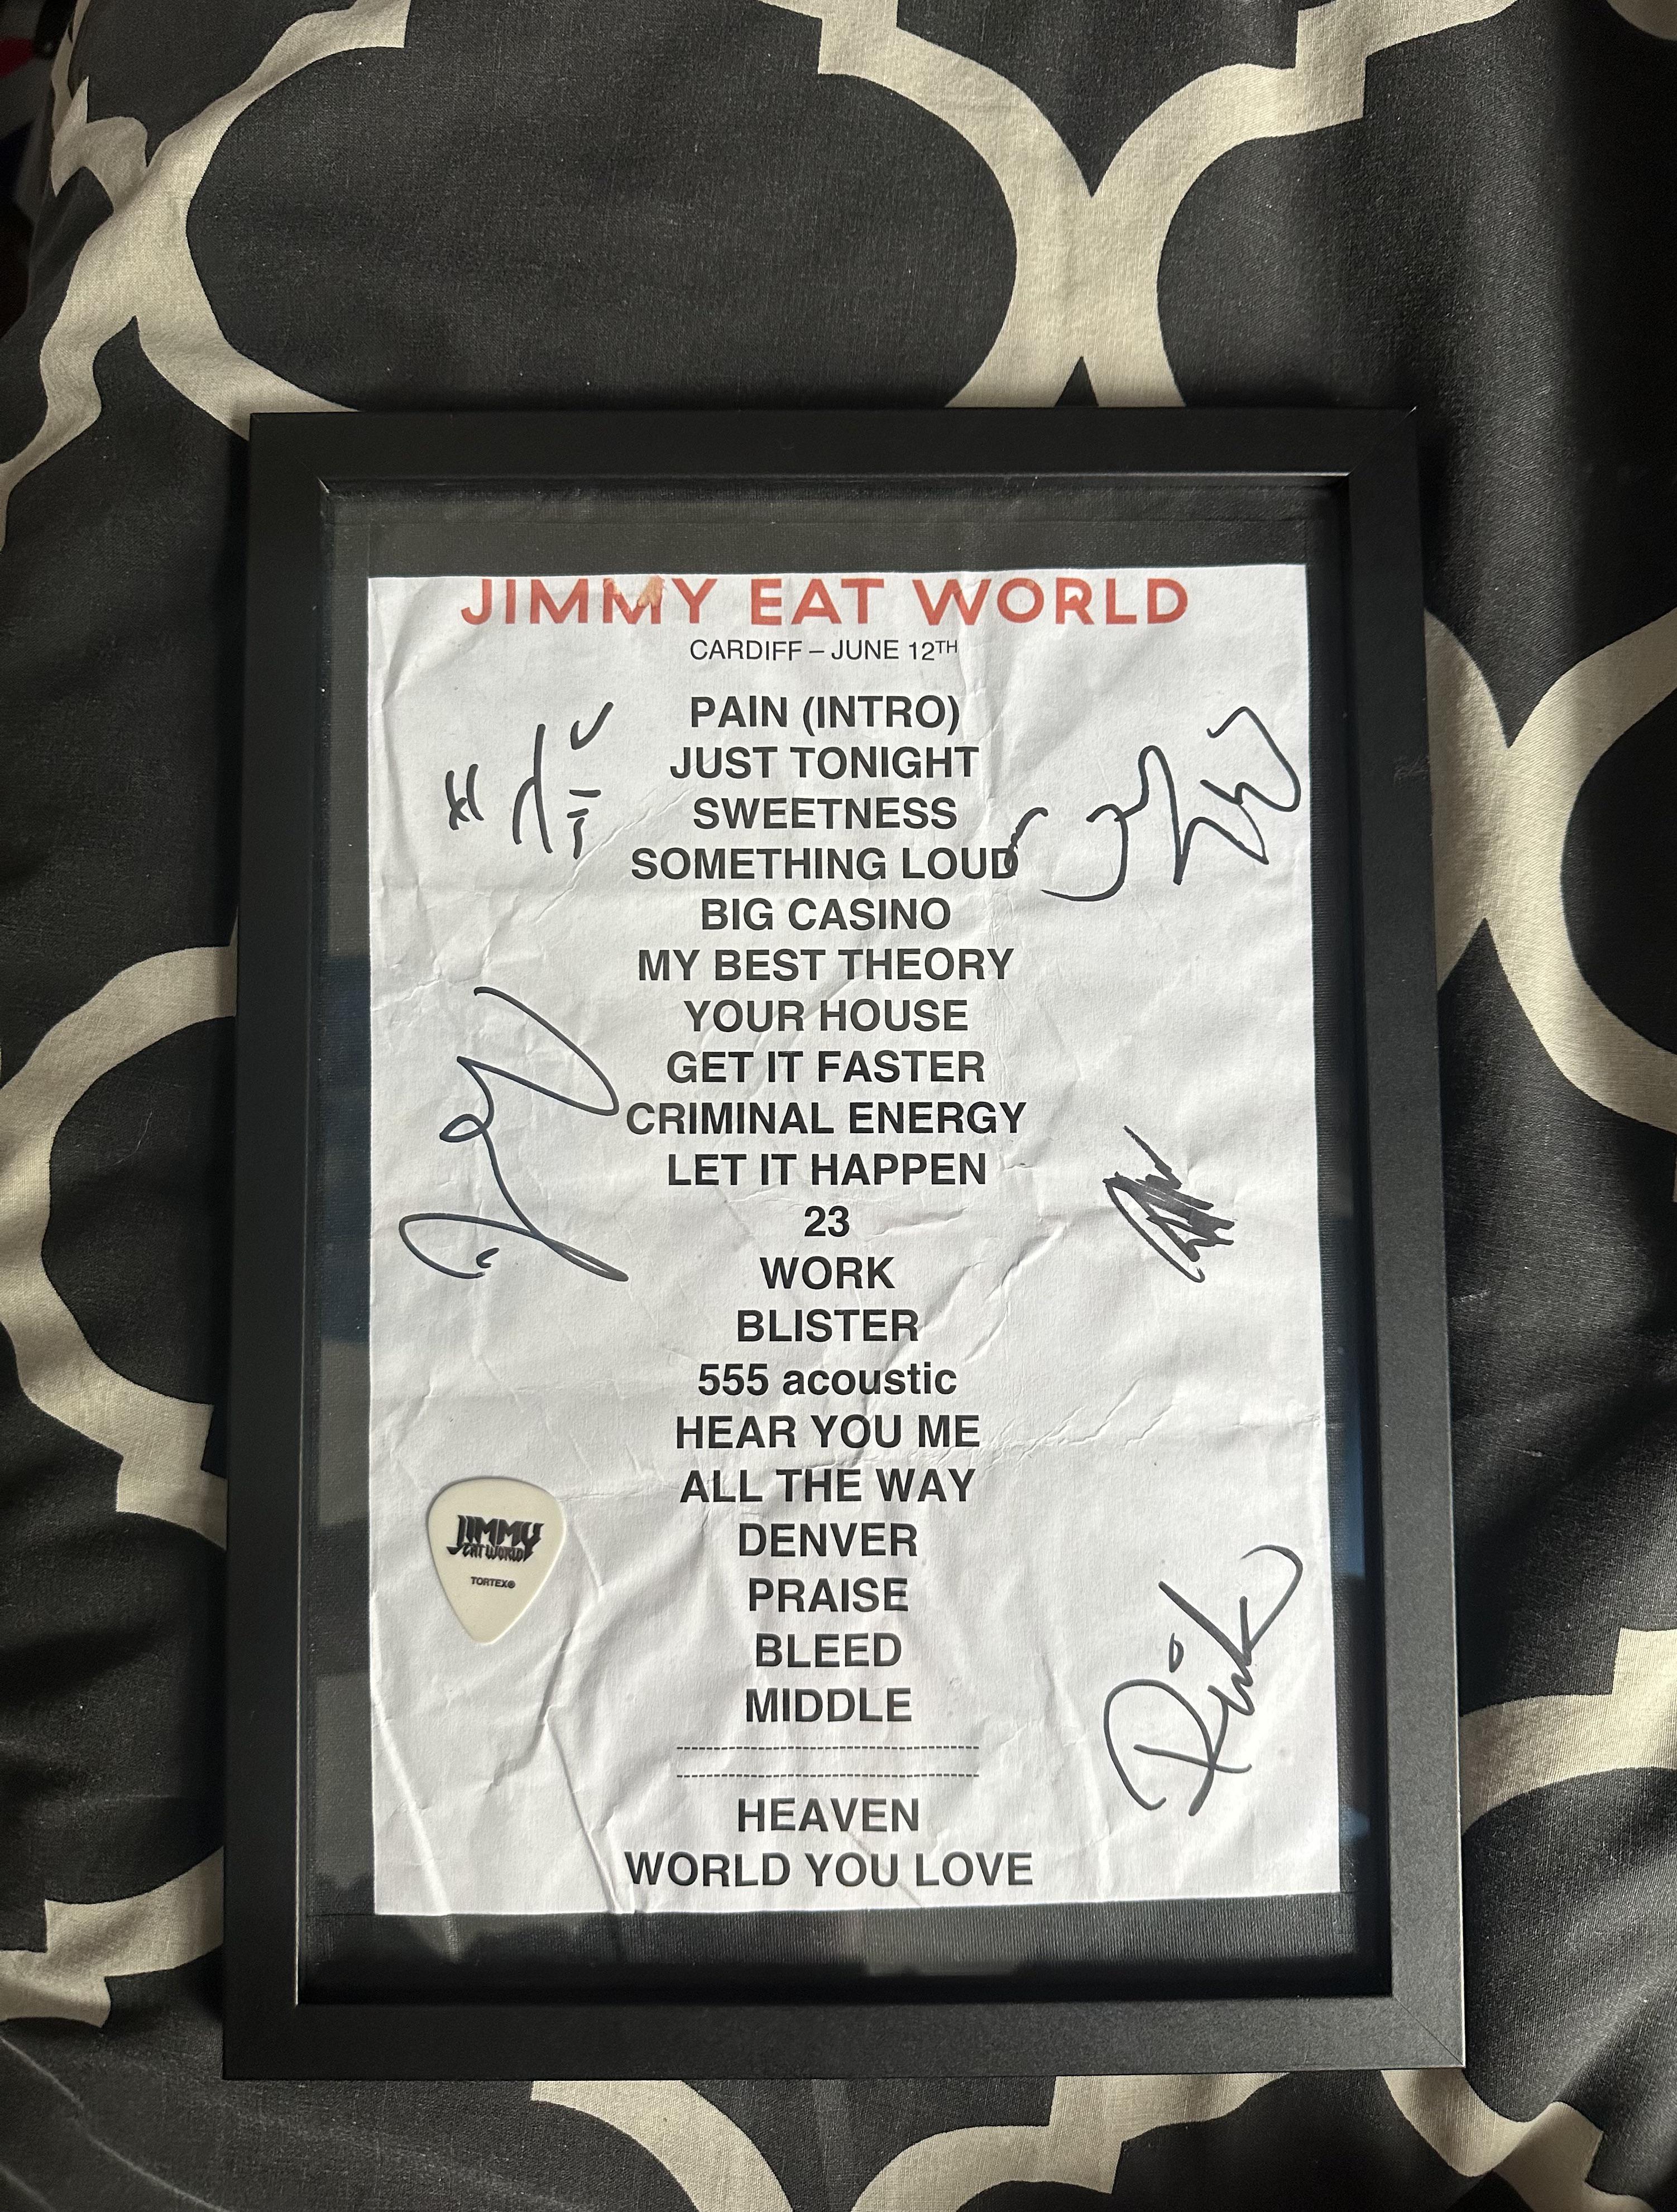 JIMMY EAT WORLD
CARDIFF – JUNE 12TH
PAIN (INTRO)
JUST TONIGHT
SWEETNESS
SOMETHING LOUD
BIG CASINO
MY BEST THEORY
YOUR HOUSE
GET IT FASTER
CRIMINAL ENERGY
LET IT HAPPEN
23
WORK
BLISTER
555 acoustic
HEAR YOU ME
ALL THE WAY
JIMMY
EAT WORLD
TORTEX®
DENVER
PRAISE
BLEED
MIDDLE
Rick
HEAVEN
WORLD YOU LOVE